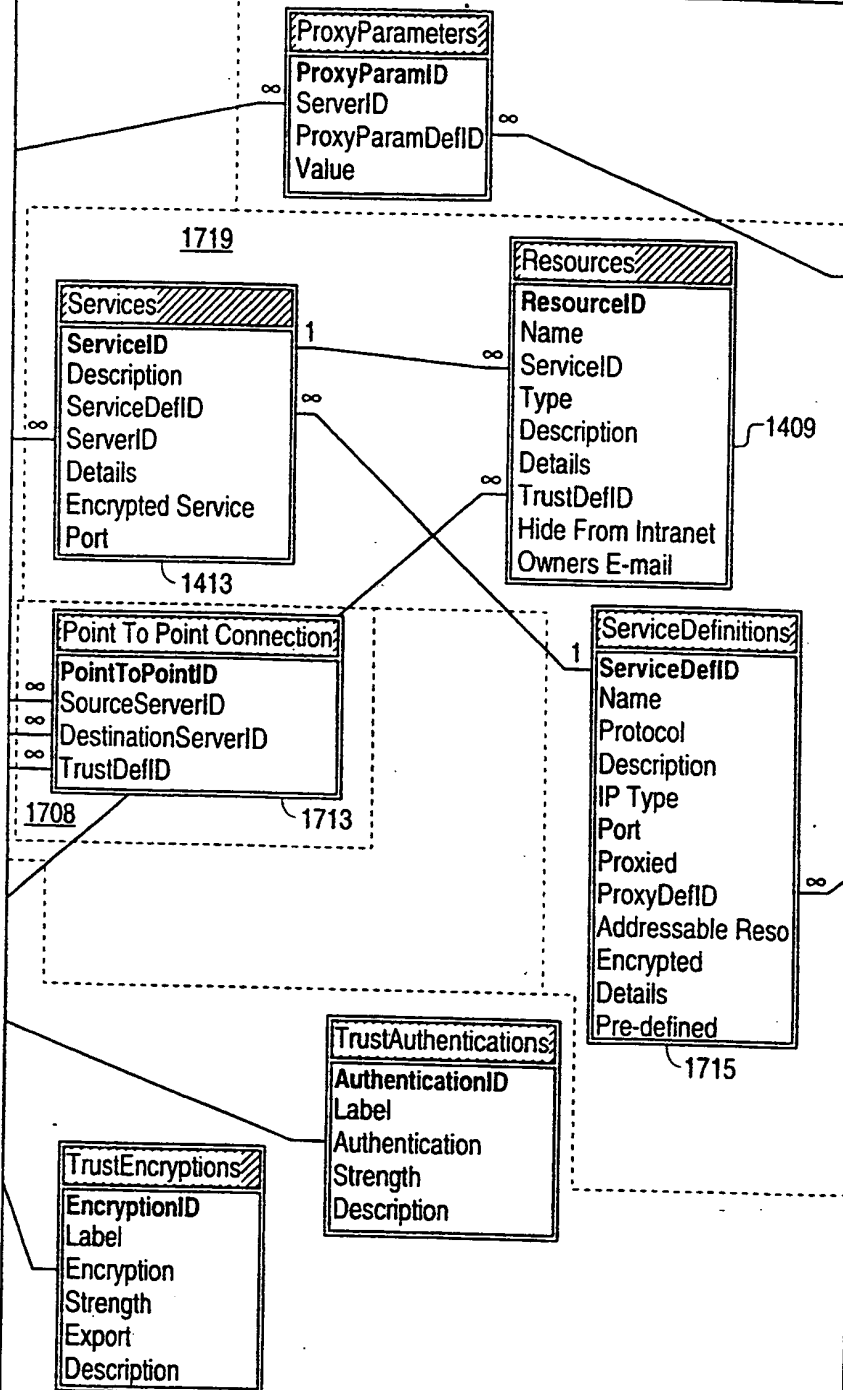 ProxyParameters
ProxyParamID
∞ ServerID
∞
ProxyParamDefID
Value
1719
Services
ServiceID
1
Description
ServiceDefID
∞
∞ ServerID
Details
Encrypted Service
Port
1413
Resources
ResourceID
Name
∞ ServiceID
Type
Description
Details
∞ TrustDefID
Hide From Intranet
Owners E-mail
1409
Point To Point Connection
PointToPointID
∞ SourceServerID
∞ DestinationServerID
∞ TrustDefID
1708
1713
ServiceDefinitions
1 ServiceDefID
Name
Protocol
Description
IP Type
Port
Proxied
ProxyDefID ∞
Addressable Reso
Encrypted
Details
Pre-defined
1715
TrustAuthentications
AuthenticationID
Label
Authentication
Strength
Description
TrustEncryptions
EncryptionID
Label
Encryption
Strength
Export
Description